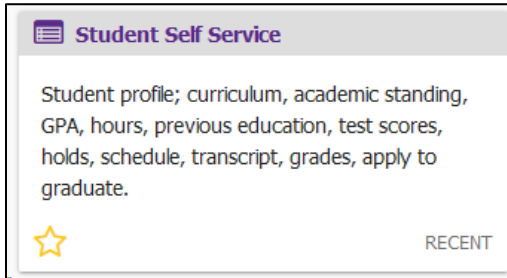 Student Self Service
Student profile; curriculum, academic standing,
GPA, hours, previous education, test scores,
holds, schedule, transcript, grades, apply to
graduate.
RECENT